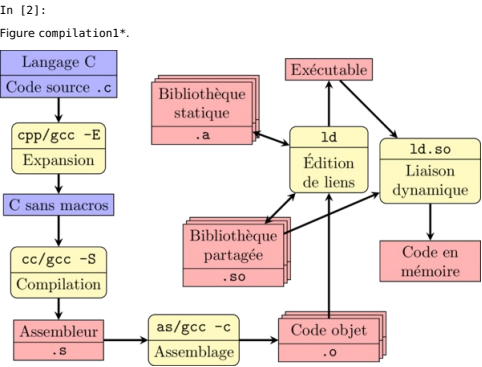 In [2]:
Figure compilation1*.
Langage C
Code source .c
cpp/gcc -E
Expansion
C sans macros
cc/gcc -S
Compilation
Assembleur
.s
as/gcc -c
Assemblage
Code objet
.o
Bibliothèque
statique
.a
Bibliothèque
partagée
.so
ld
Édition
de liens
Exécutable
ld.so
Liaison
dynamique
Code en
mémoire